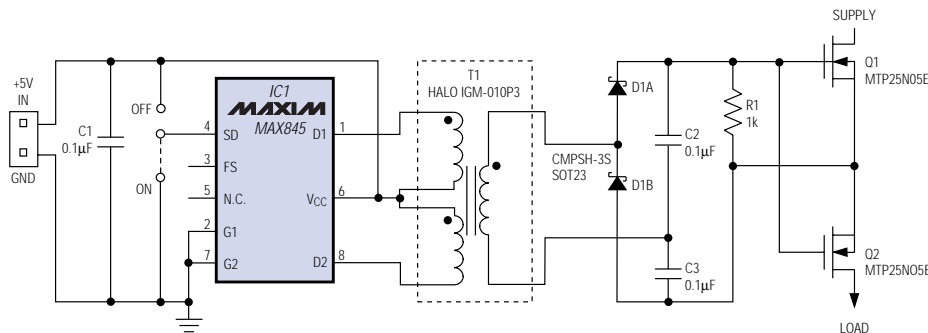 SUPPLY
Q1
MTP25N05E
T1
HALO IGM-010P3
+5V
IN
GND
C1
0.1µF
OFF
ON
IC1
MAXIM
MAX845
4
SD
3
FS
5
N.C.
2
G1
7
G2
D1
1
VCC
6
D2
8
D1A
CMPSH-3S
SOT23
D1B
C2
0.1µF
C3
0.1µF
R1
1k
Q2
MTP25NO5E
LOAD